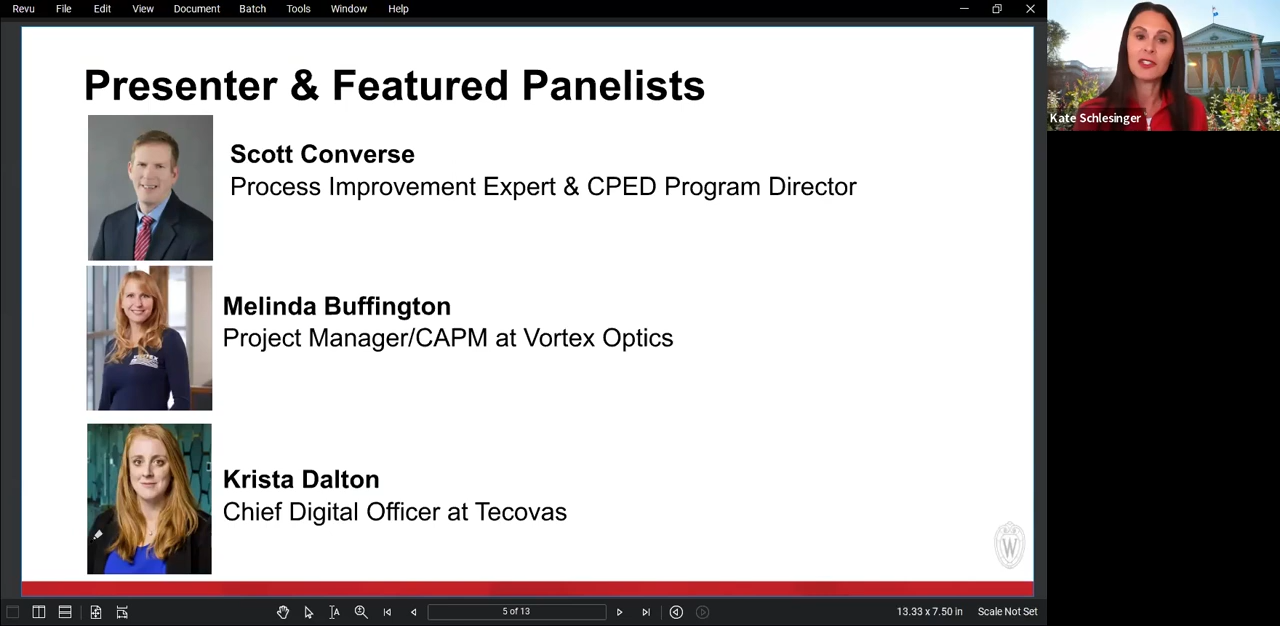 Revu File Edit View Document Batch Tools Window Help
Presenter & Featured Panelists
Scott Converse
Process Improvement Expert & CPED Program Director
Melinda Buffington
Project Manager/CAPM at Vortex Optics
Krista Dalton
Chief Digital Officer at Tecovas
W
5 of 13
13.33 x 7.50 in Scale Not Set
Kate Schlesinger